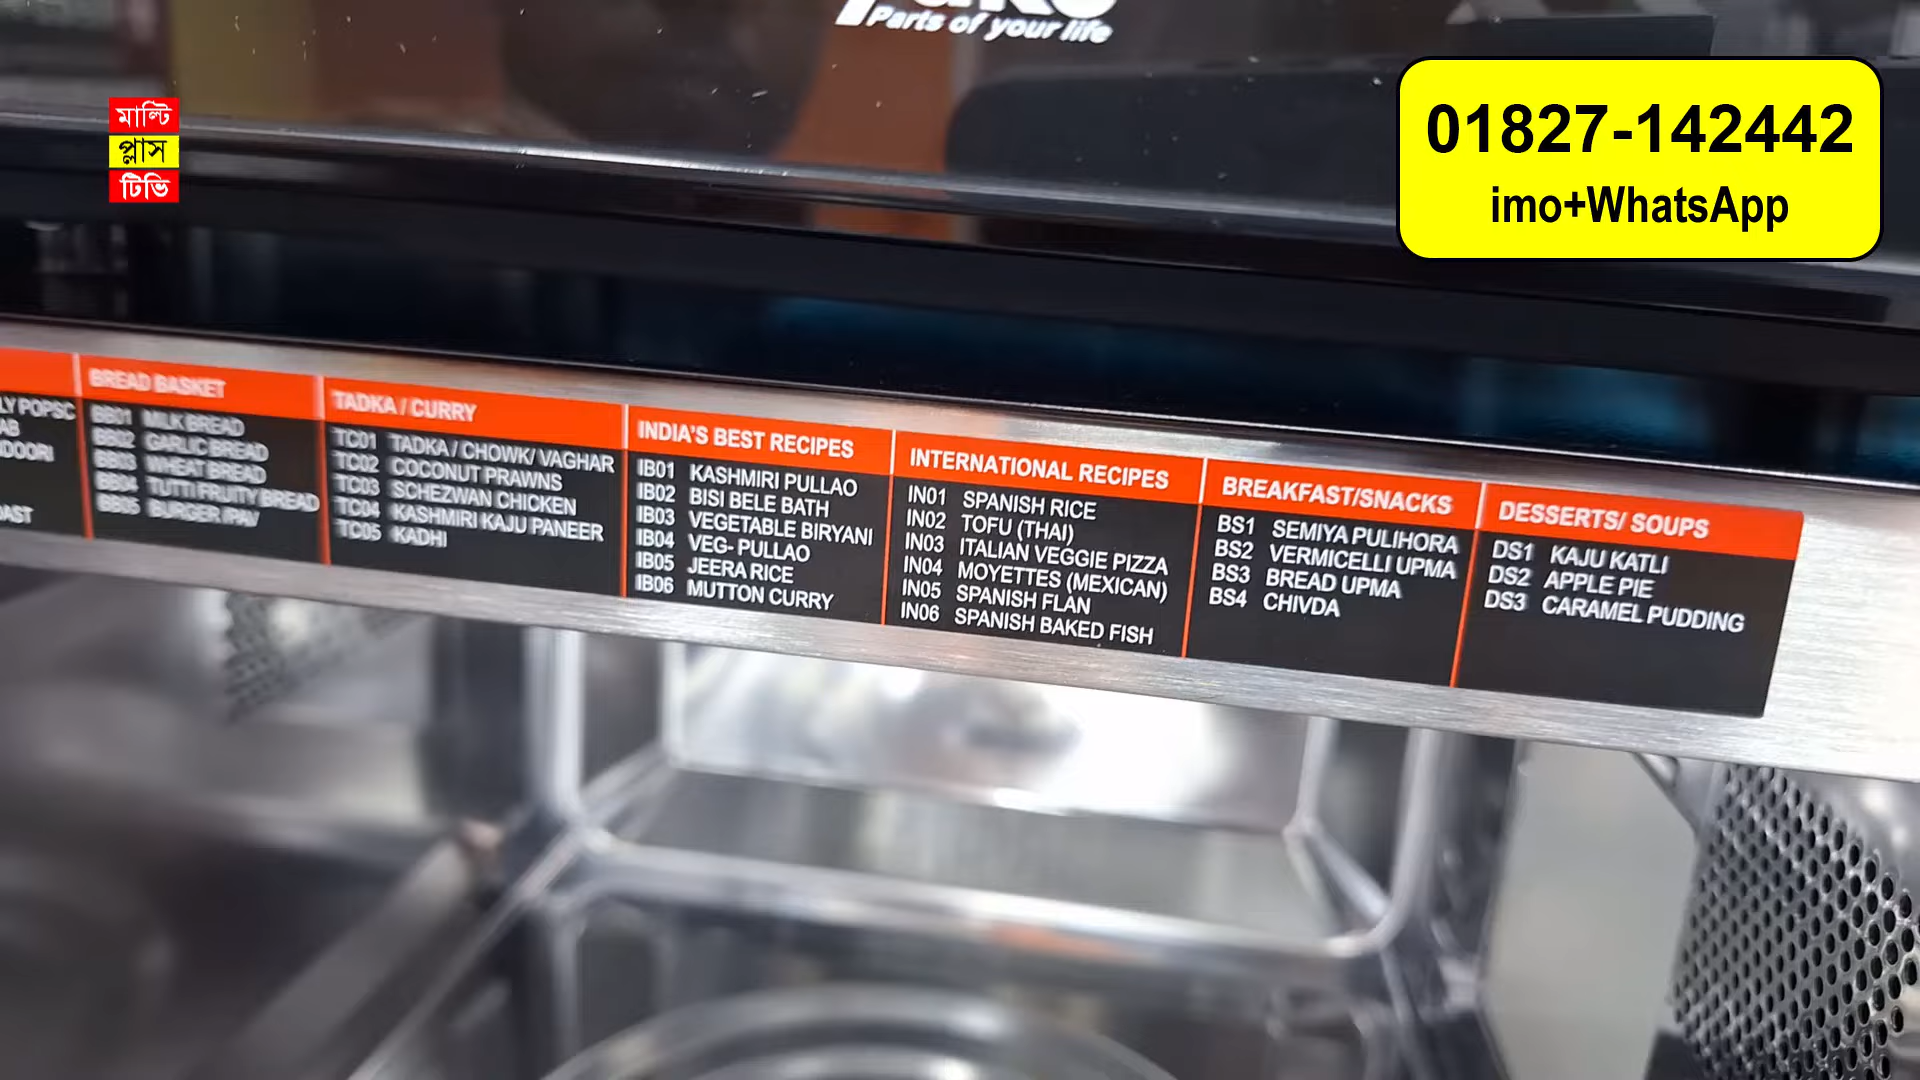 Parts of your life
মাল্টি
প্লাস
টিভি
01827-142442
imo+WhatsApp
LY POPSC
AB
NDOORI
OAST
BREAD BASKET
BB01 MILK BREAD
BB02 GARLIC BREAD
BB03 WHEAT BREAD
BB04 TUTTI FRUITY BREAD
BB05 BURGER /PAV
TADKA / CURRY
TC01 TADKA / CHOWK/ VAGHAR
TC02 COCONUT PRAWNS
TC03 SCHEZWAN CHICKEN
TC04 KASHMIRI KAJU PANEER
TC05 KADHI
INDIA'S BEST RECIPES
IB01 KASHMIRI PULLAO
IB02 BISI BELE BATH
IB03 VEGETABLE BIRYANI
IB04 VEG- PULLAO
IB05 JEERA RICE
IB06 MUTTON CURRY
INTERNATIONAL RECIPES
IN01 SPANISH RICE
IN02 TOFU (THAI)
IN03 ITALIAN VEGGIE PIZZA
IN04 MOYETTES (MEXICAN)
IN05 SPANISH FLAN
IN06 SPANISH BAKED FISH
BREAKFAST/SNACKS
BS1 SEMIYA PULIHORA
BS2 VERMICELLI UPMA
BS3 BREAD UPMA
BS4 CHIVDA
DESSERTS/ SOUPS
DS1 KAJU KATLI
DS2 APPLE PIE
DS3 CARAMEL PUDDING